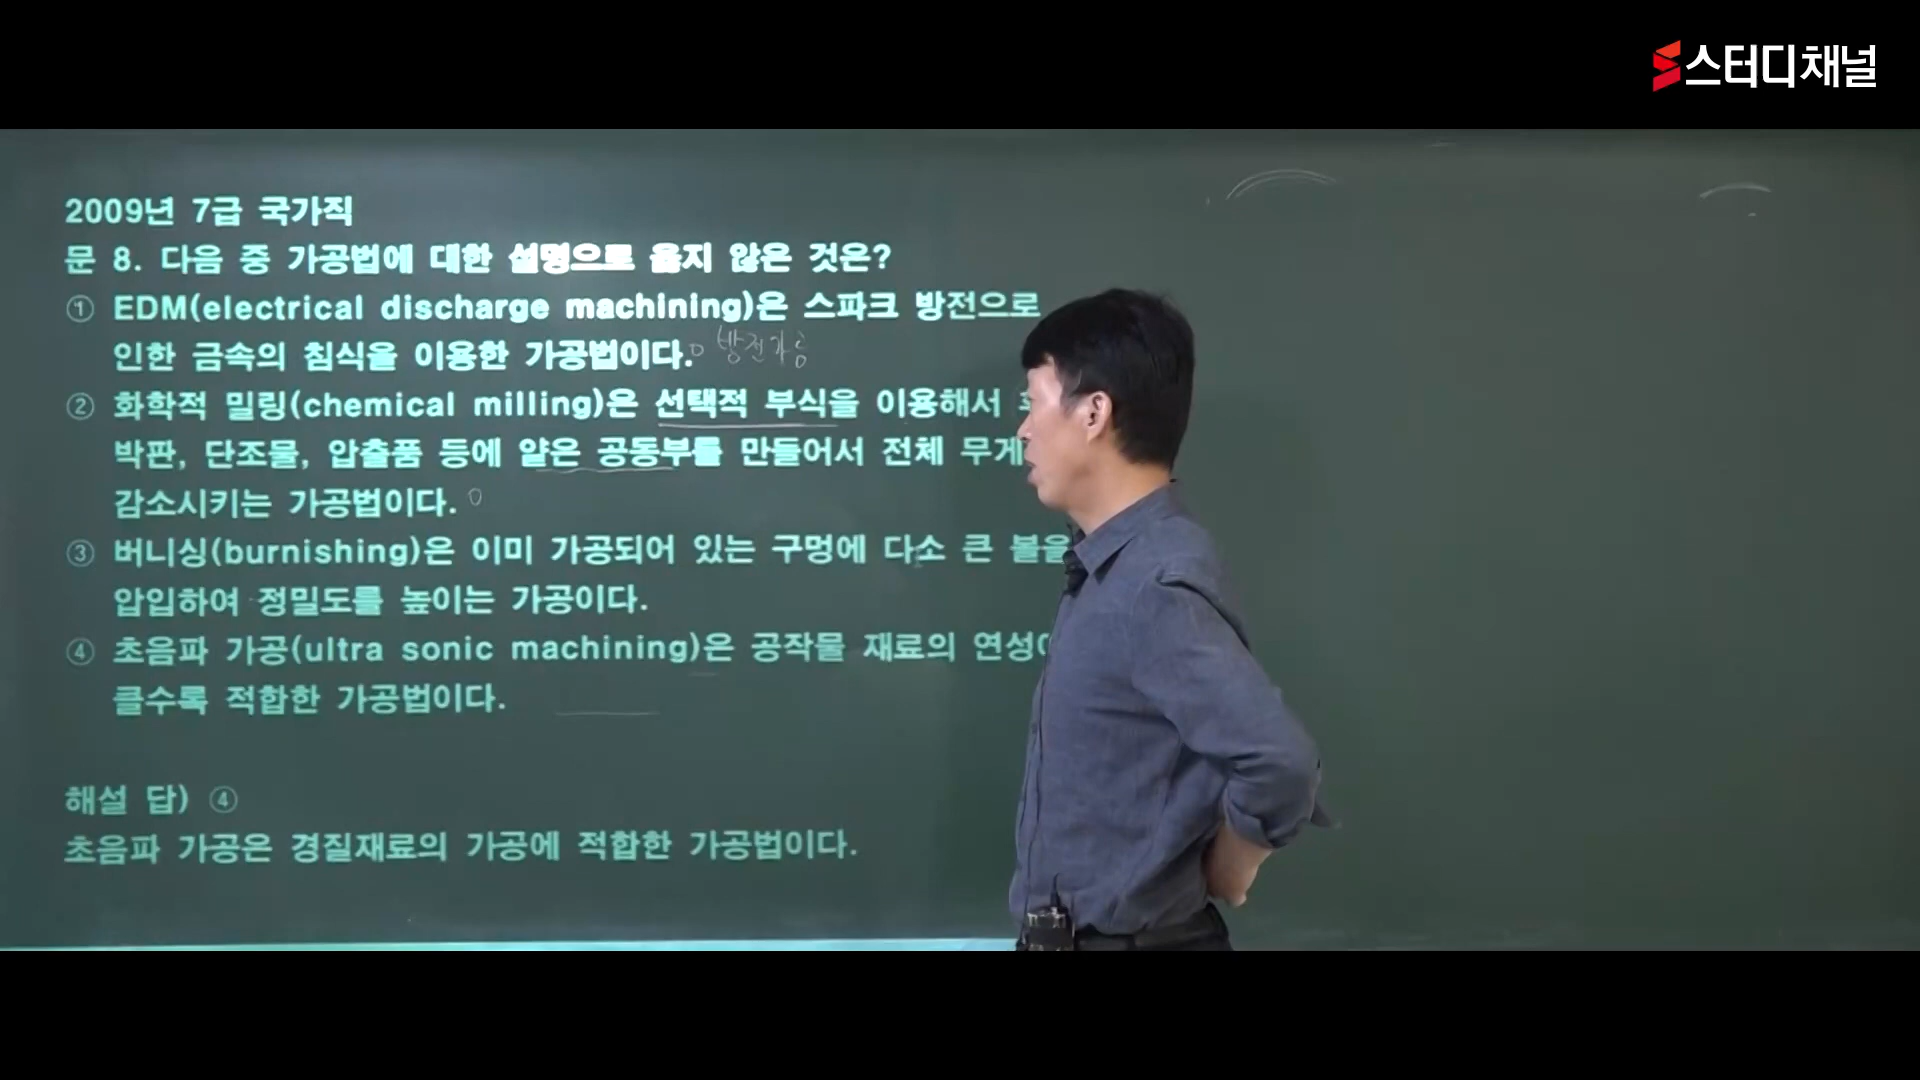 스터디채널
2009년 7급 국가직
문 8. 다음 중 가공법에 대한 설명으로 옳지 않은 것은?
① EDM(electrical discharge machining)은 스파크 방전으로
인한 금속의 침식을 이용한 가공법이다. 방전가공
② 화학적 밀링(chemical milling)은 선택적 부식을 이용해서
박판, 단조물, 압출품 등에 얕은 공동부를 만들어서 전체 무게
감소시키는 가공법이다.
③ 버니싱(burnishing)은 이미 가공되어 있는 구멍에 다소 큰 볼을
압입하여 정밀도를 높이는 가공이다.
④ 초음파 가공(ultra sonic machining)은 공작물 재료의 연성이
클수록 적합한 가공법이다.
해설 답) ④
초음파 가공은 경질재료의 가공에 적합한 가공법이다.